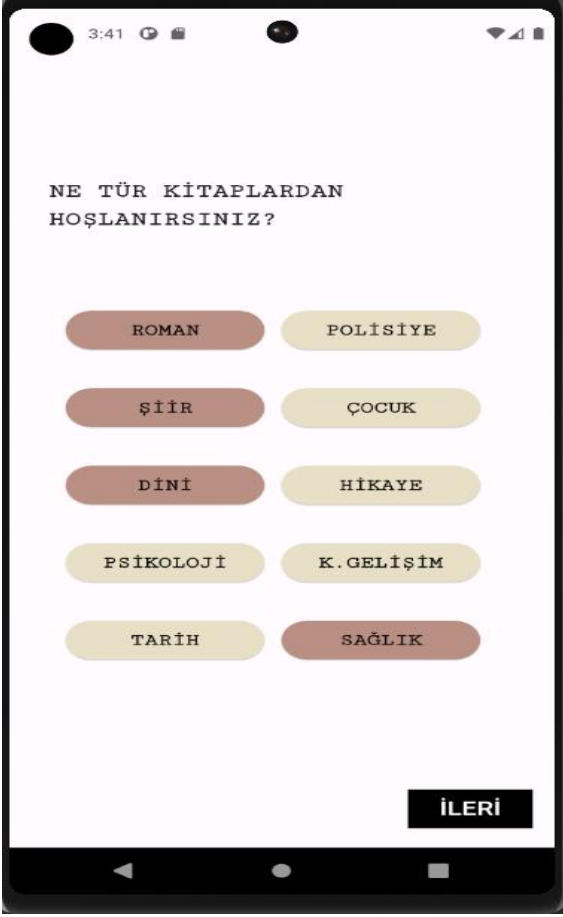 3:41
NE TÜR KİTAPLARDAN
HOŞLANIRSINIZ?
ROMAN
POLİSİYE
ŞİİR
ÇOCUK
DİNİ
HİKAYE
PSİKOLOJİ
K.GELİŞİM
TARİH
SAĞLIK
İLERİ